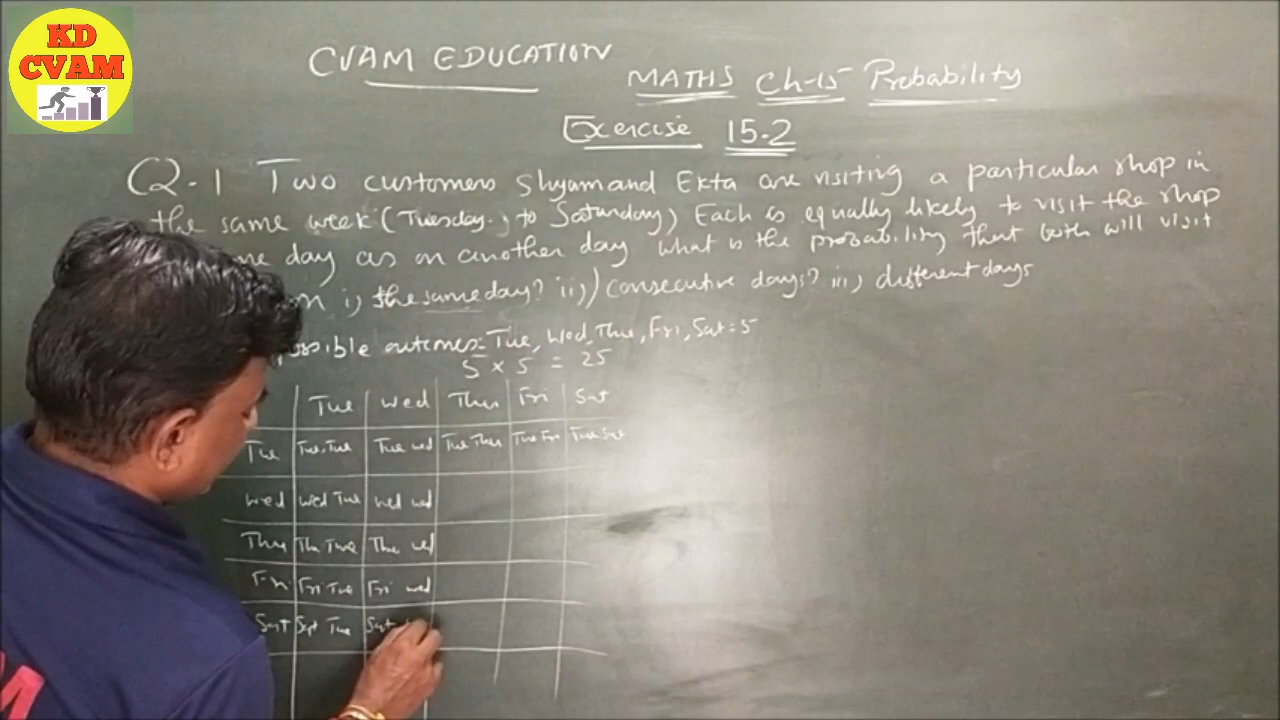 KD
CVAM
CVAM EDUCATION
MATHS Ch-15 Probability
Exercise 15.2
Q-1 Two customers Shyam and Ekta are visiting a particular shop in
the same week (Tuesday, to Saturday) Each is equally likely to visit the shop
day as on another day what is the probability that both will visit
i) the same day? ii) consecutive days? iii) different days
possible outcomes = Tue, Wed, Thu, Fri, Sat = 5
5 × 5 = 25
Tue Wed Thu Fri Sat
Tue Tue, Tue Tue wed Tue Thu Tue Fri Tue Sat
Wed Wed Tue wed wed
Thu Thu Tue Thu wed
Fri Fri Tue Fri wed
Sat Sat Tue Sat